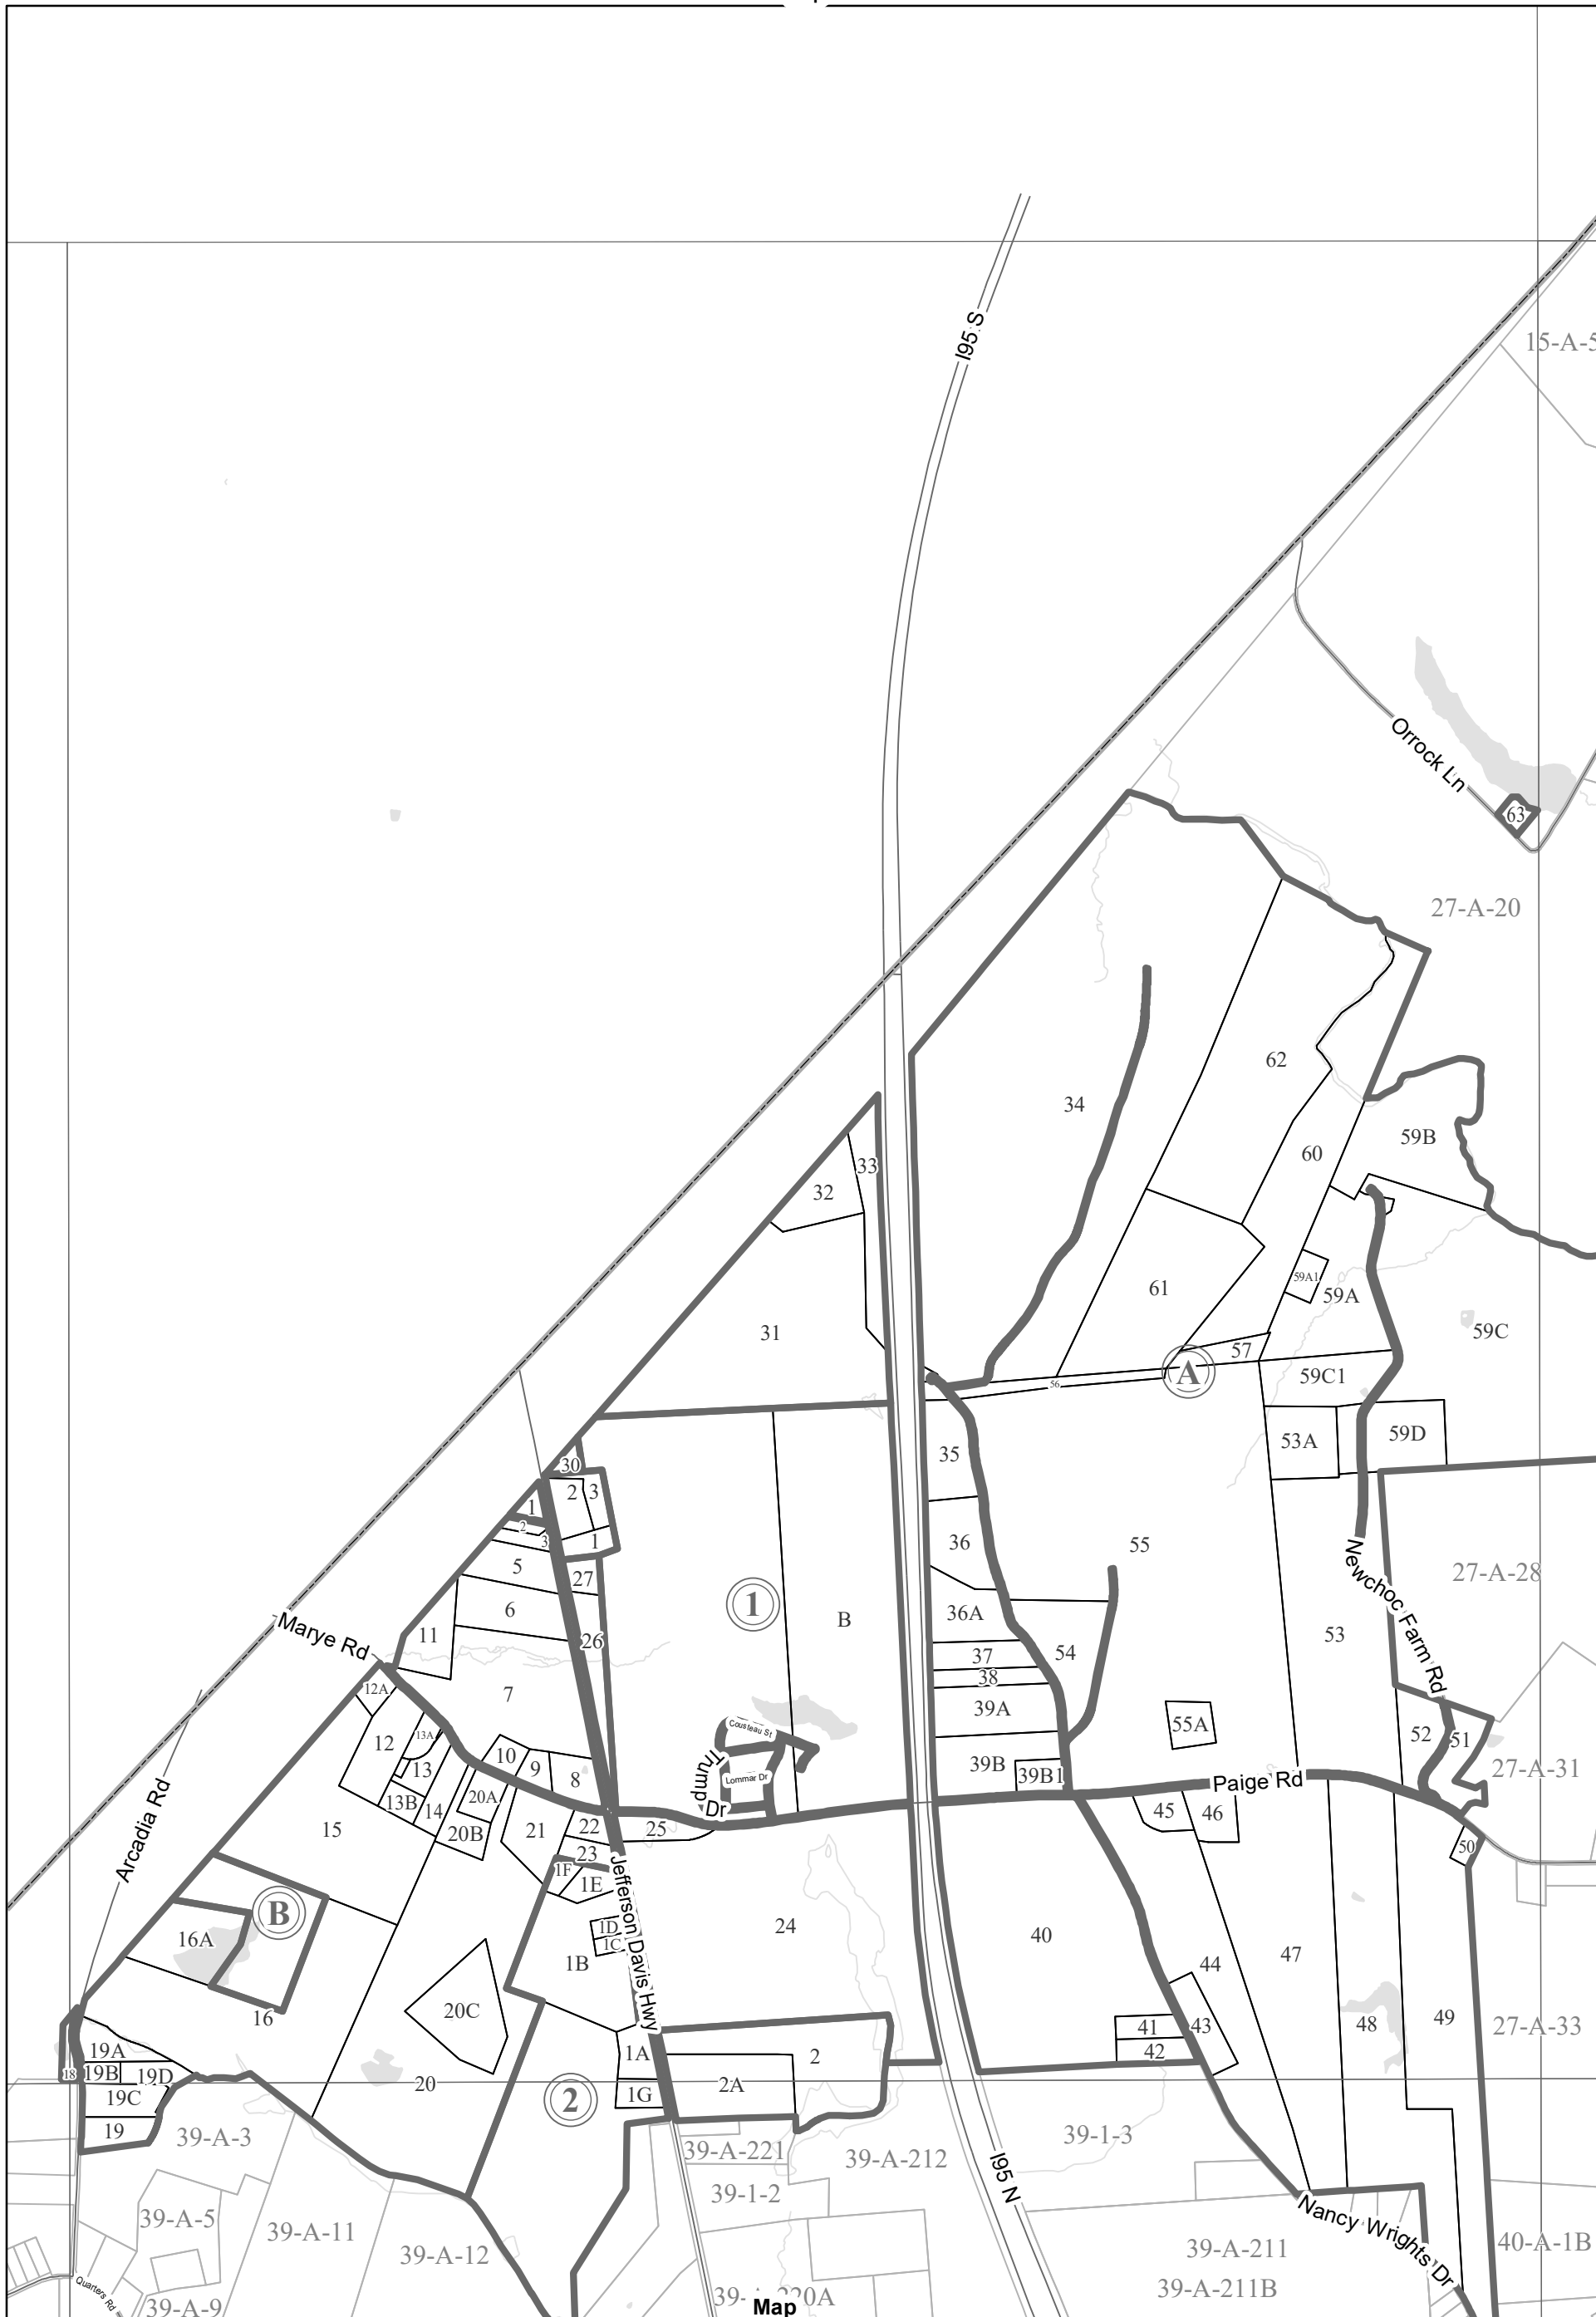 I95 S
15-A-5
Orrock Ln
63
27-A-20
62
34
59B
60
33
32
59A1
59A
61
59C
31
57
A
59C1
56
53A
59D
35
30
2
3
1
2
3
1
36
55
5
27
27-A-28
Newchoc Farm Rd
6
1
B
36A
11
26
53
Marye Rd
37
54
38
12A
7
39A
55A
13A
Cousteau St
52
51
12
10
9
39B
13
8
Trump Dr
Lommar Dr
39B1
27-A-31
Paige Rd
20A
13B
14
45
46
Arcadia Rd
15
20B
21
22
25
23
50
1F
1E
Jefferson Davis Hwy
B
16A
1D
24
1C
40
1B
44
47
20C
16
49
48
27-A-33
41
43
42
19A
1A
2
18
19B
19D
20
2A
19C
1G
2
19
39-A-3
39-1-3
39-A-221
39-A-212
I95 N
39-1-2
39-A-5
39-A-11
Nancy Wrights Dr
39-A-12
39-A-211
40-A-1B
Quarters Rd
39-A-211B
39-A-9
Map